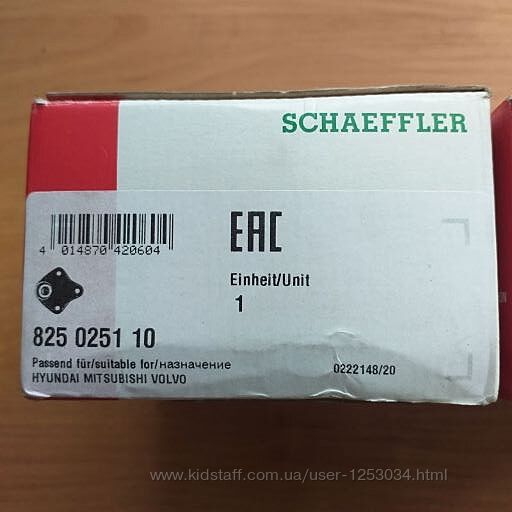 SCHAEFFLER
EAC
4 014870 420604
Einheit/Unit
1
825 0251 10
Passend für/suitable for/назначение
HYUNDAI MITSUBISHI VOLVO
0222148/20
www.kidstaff.com.ua/user-1253034.html